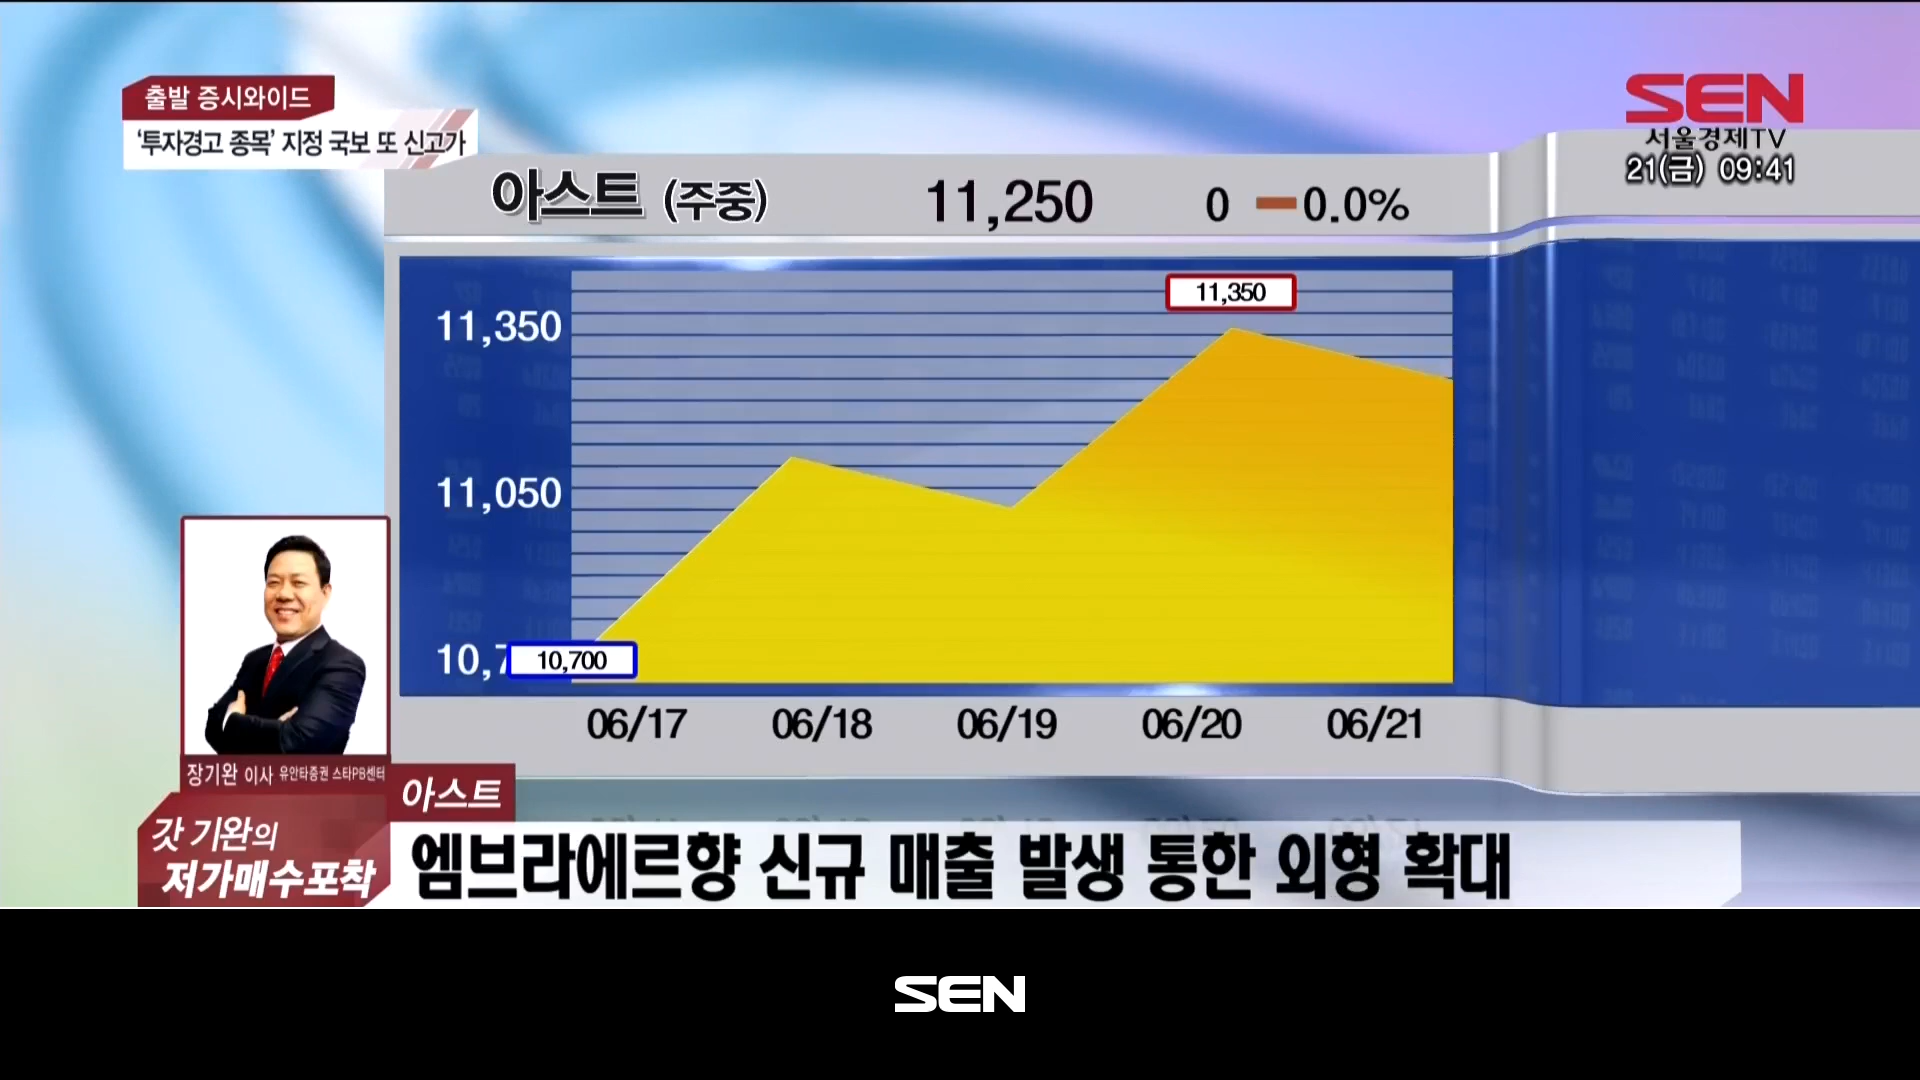 출발 증시와이드
‘투자경고 종목’ 지정 국보 또 신고가
SEN
서울경제TV
21(금) 09:41
아스트 (주중) 11,250 0 0.0%
11,350
11,350
11,050
10,700
06/17 06/18 06/19 06/20 06/21
장기완 이사 유안타증권 스타PB센터
아스트
갓 기완의
저가매수포착
엠브라에르향 신규 매출 발생 통한 외형 확대
SEN